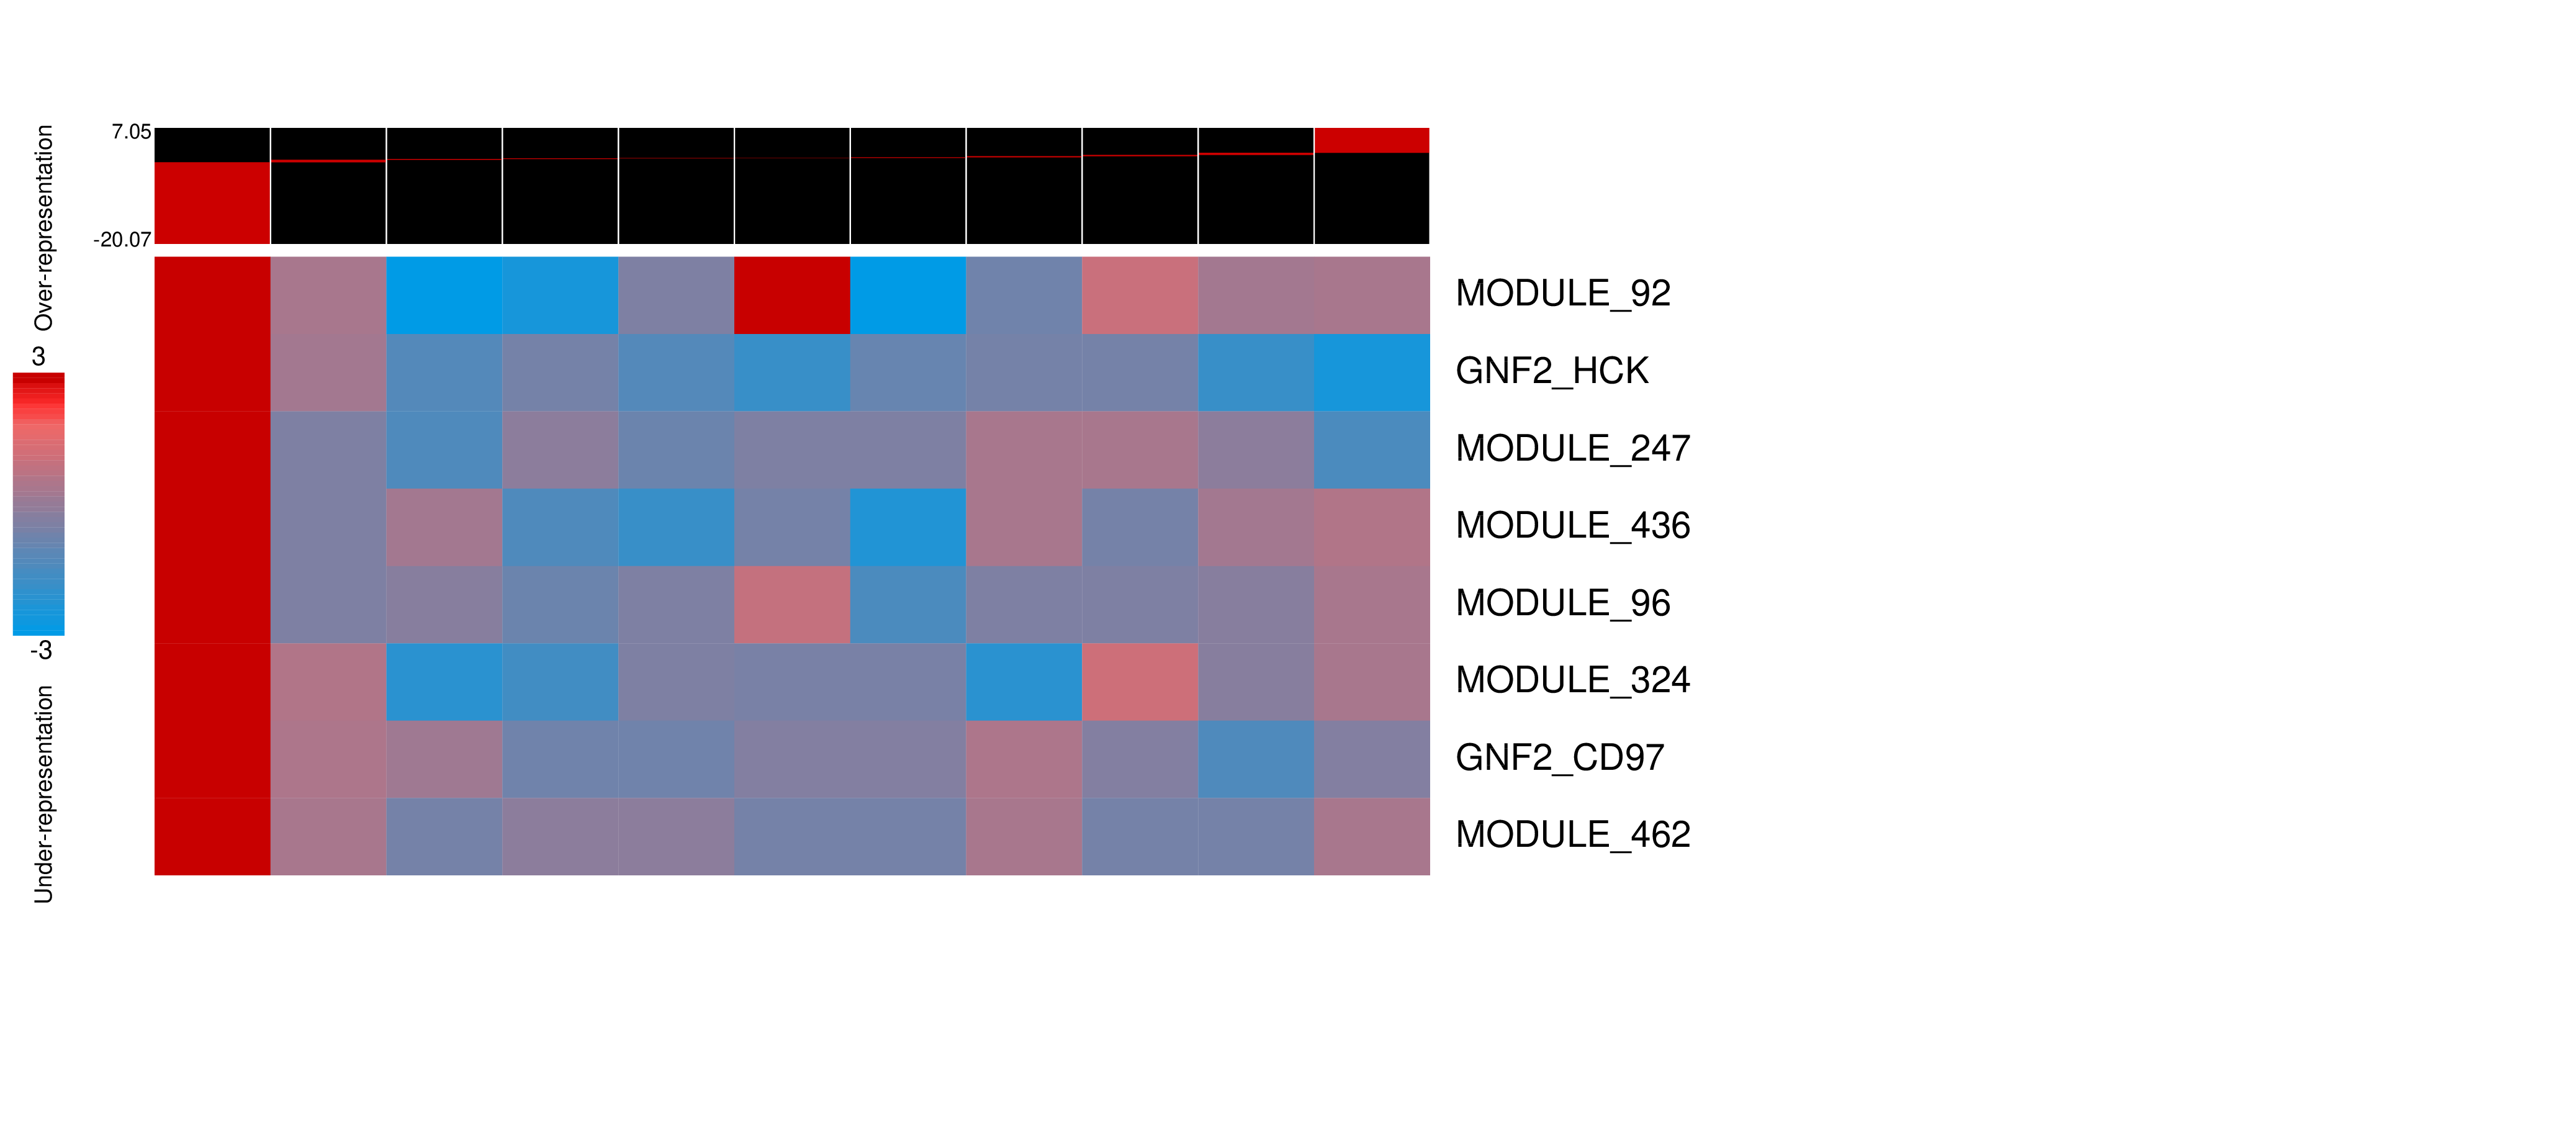 Over-representation
3
-3
Under-representation
7.05
-20.07
MODULE_92
GNF2_HCK
MODULE_247
MODULE_436
MODULE_96
MODULE_324
GNF2_CD97
MODULE_462